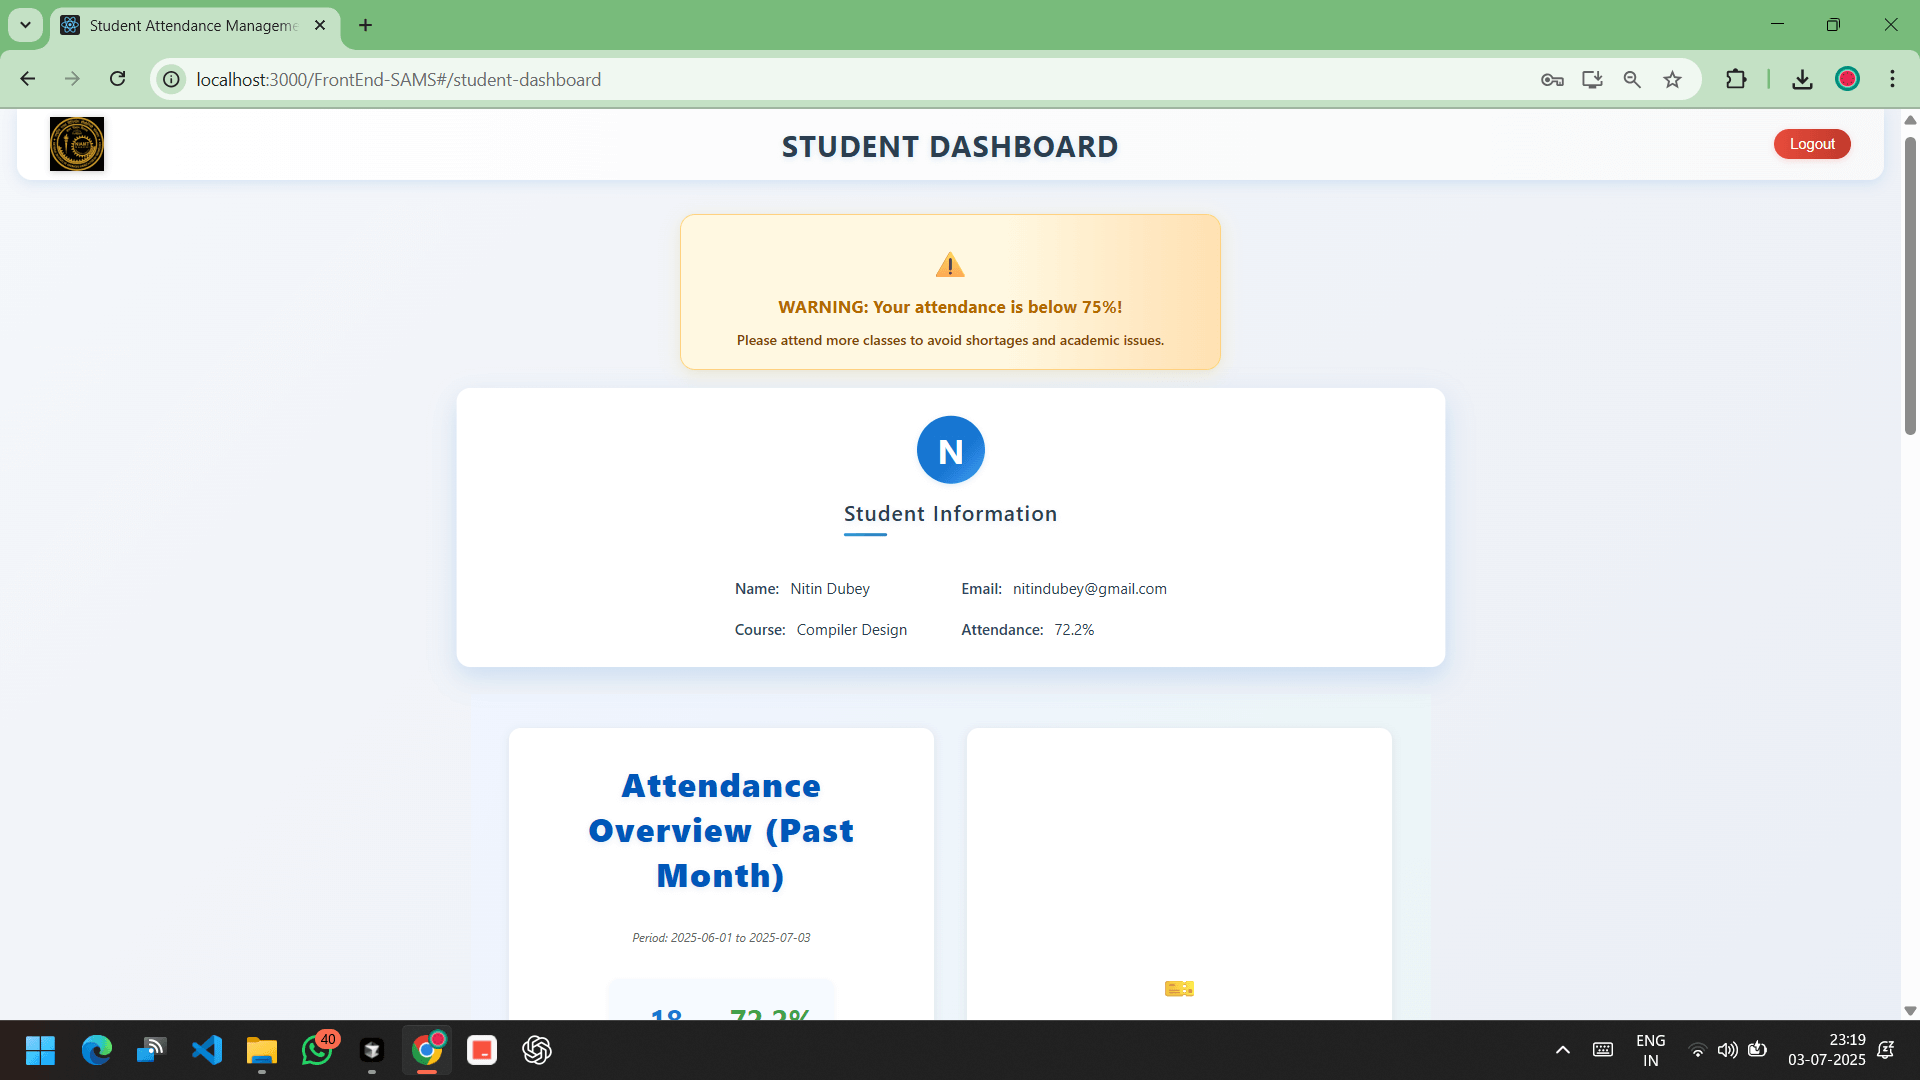 Student Attendance Manageme
localhost:3000/FrontEnd-SAMS#/student-dashboard
STUDENT DASHBOARD
Logout
WARNING: Your attendance is below 75%!
Please attend more classes to avoid shortages and academic issues.
N
Student Information
Name: Nitin Dubey
Email: nitindubey@gmail.com
Course: Compiler Design
Attendance: 72.2%
Attendance
Overview (Past
Month)
Period: 2025-06-01 to 2025-07-03
18
72.2%
40
ENG
IN
23:19
03-07-2025